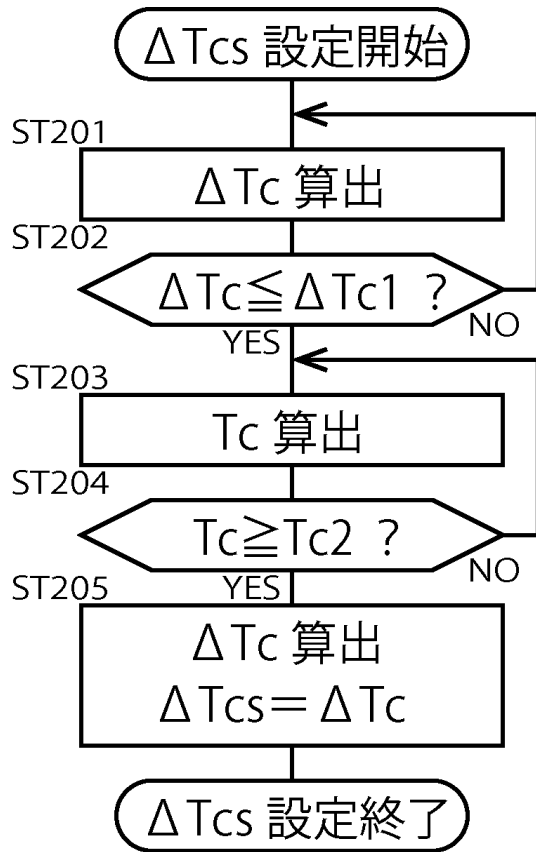 ΔTcs 設定開始
ST201
ΔTc 算出
ST202
ΔTc≦ΔTc1 ?
NO
YES
ST203
Tc 算出
ST204
Tc≧Tc2 ?
NO
YES
ST205
ΔTc 算出
ΔTcs=ΔTc
ΔTcs 設定終了